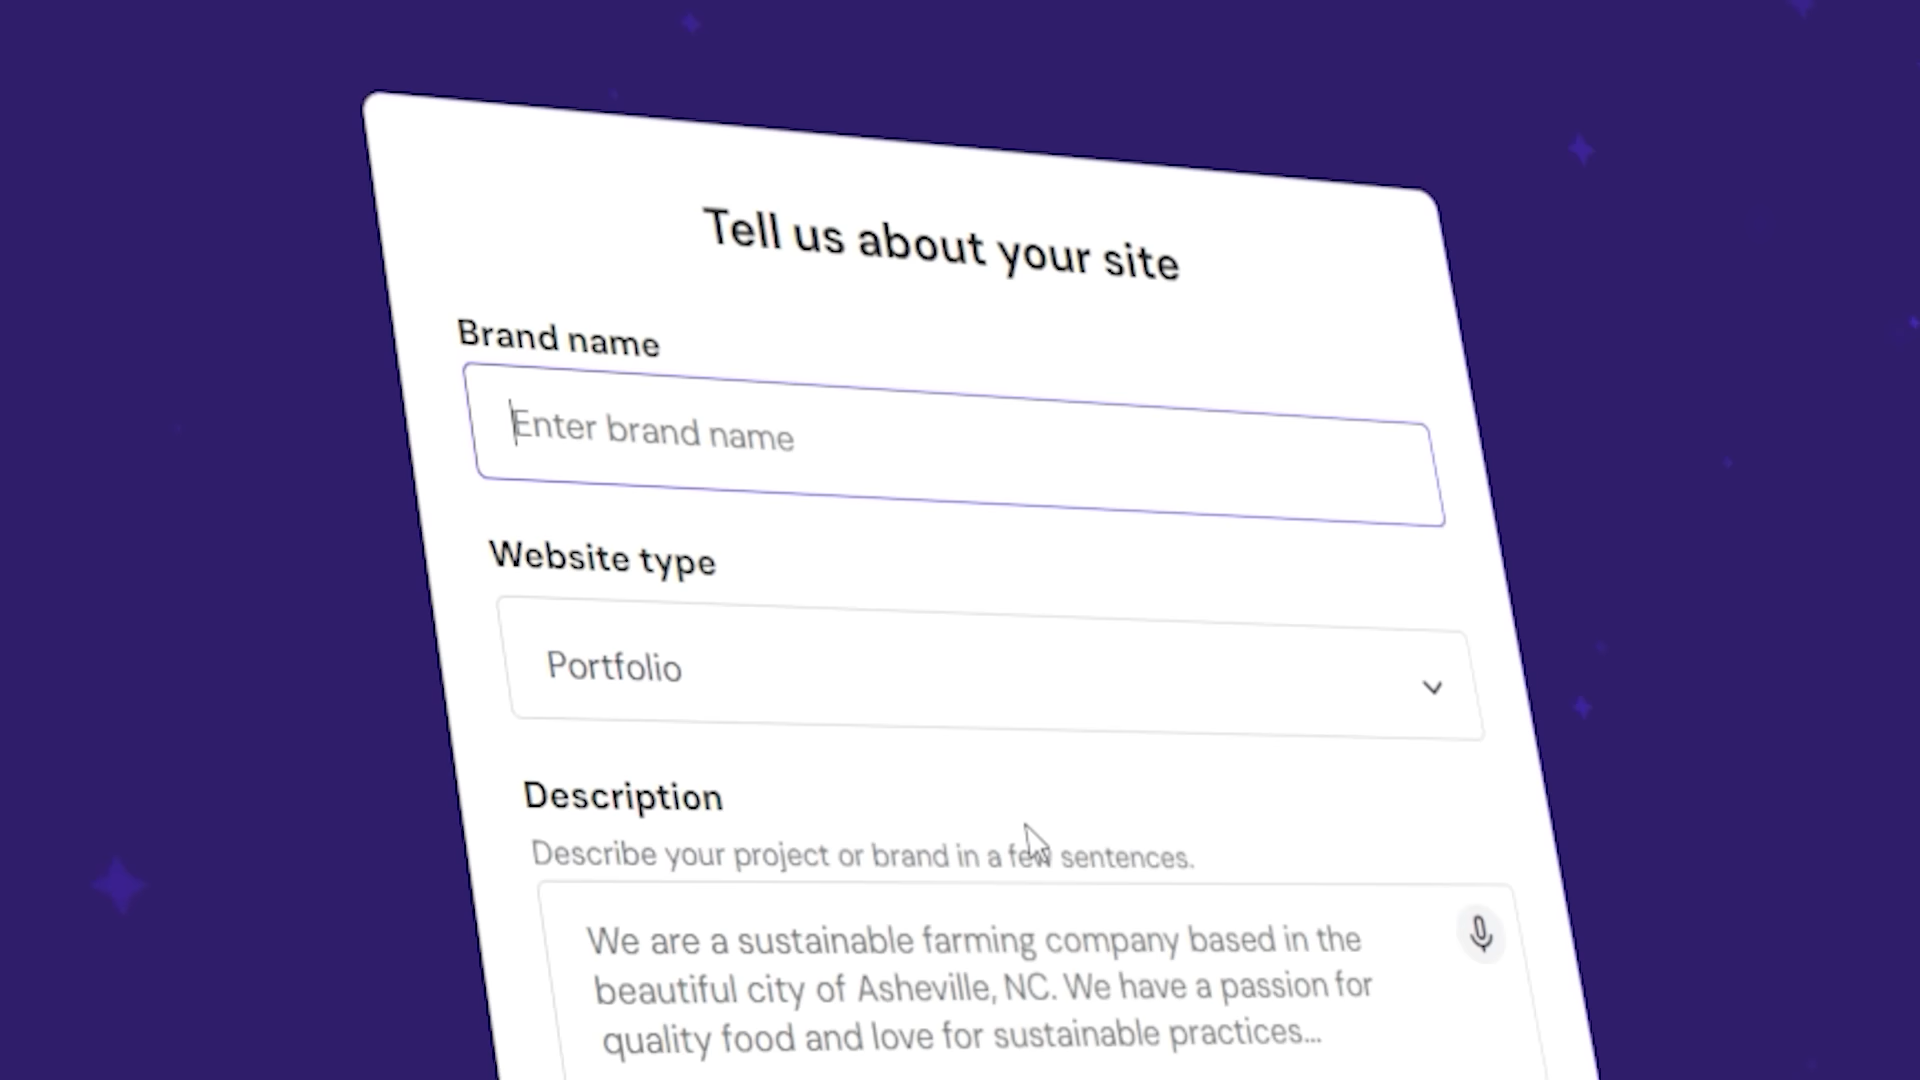 Tell us about your site
Brand name
Enter brand name
Website type
Portfolio
Description
Describe your project or brand in a few sentences.
We are a sustainable farming company based in the
beautiful city of Asheville, NC. We have a passion for
quality food and love for sustainable practices...